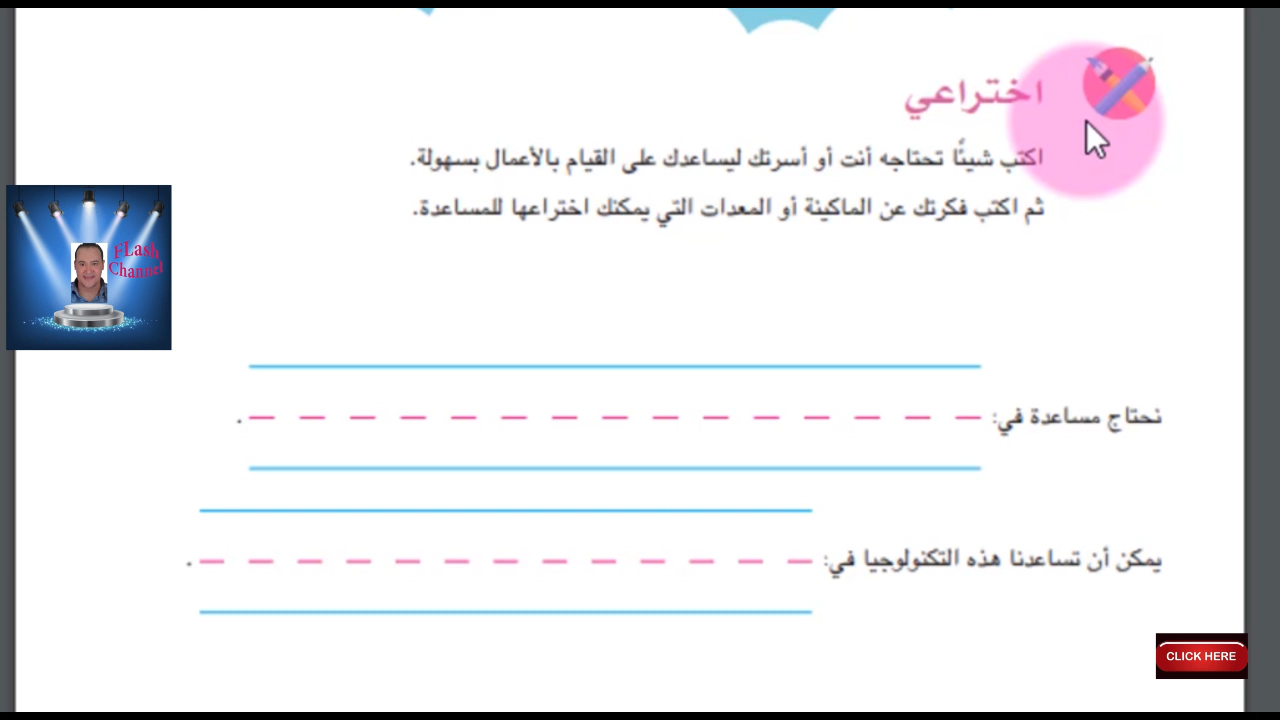 اختراعي
اكتب شيئًا تحتاجه أنت أو أسرتك ليساعدك على القيام بالأعمال بسهولة.
ثم اكتب فكرتك عن الماكينة أو المعدات التي يمكنك اختراعها للمساعدة.
FLash
Channel
نحتاج مساعدة في: .
يمكن أن تساعدنا هذه التكنولوجيا في: .
CLICK HERE